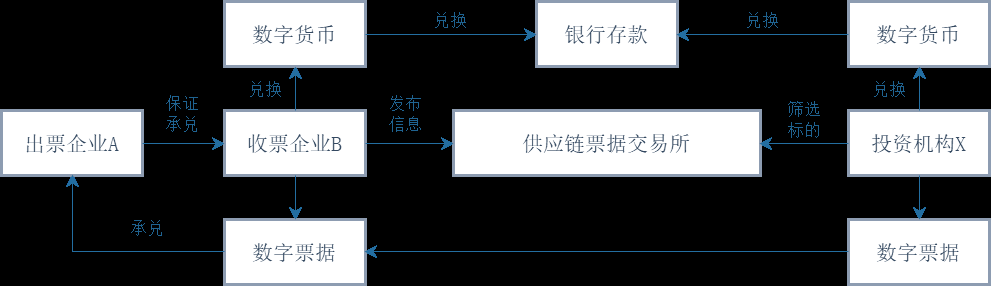 数字货币
兑换
银行存款
兑换
数字货币
保证
承兑
兑换
发布
信息
筛选
标的
兑换
出票企业A
收票企业B
供应链票据交易所
投资机构X
承兑
数字票据
数字票据